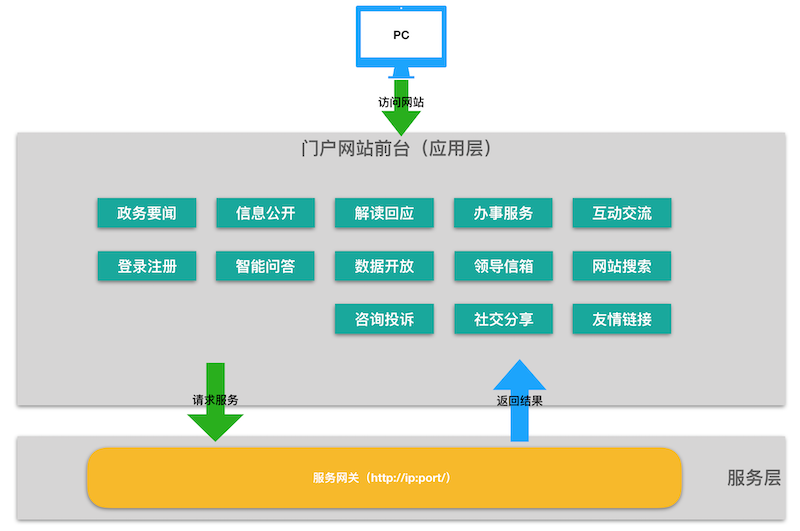 PC
访问网站
门户网站前台（应用层）
政务要闻 信息公开 解读回应 办事服务 互动交流
登录注册 智能问答 数据开放 领导信箱 网站搜索
咨询投诉 社交分享 友情链接
请求服务 返回结果
服务网关（http://ip:port/） 服务层